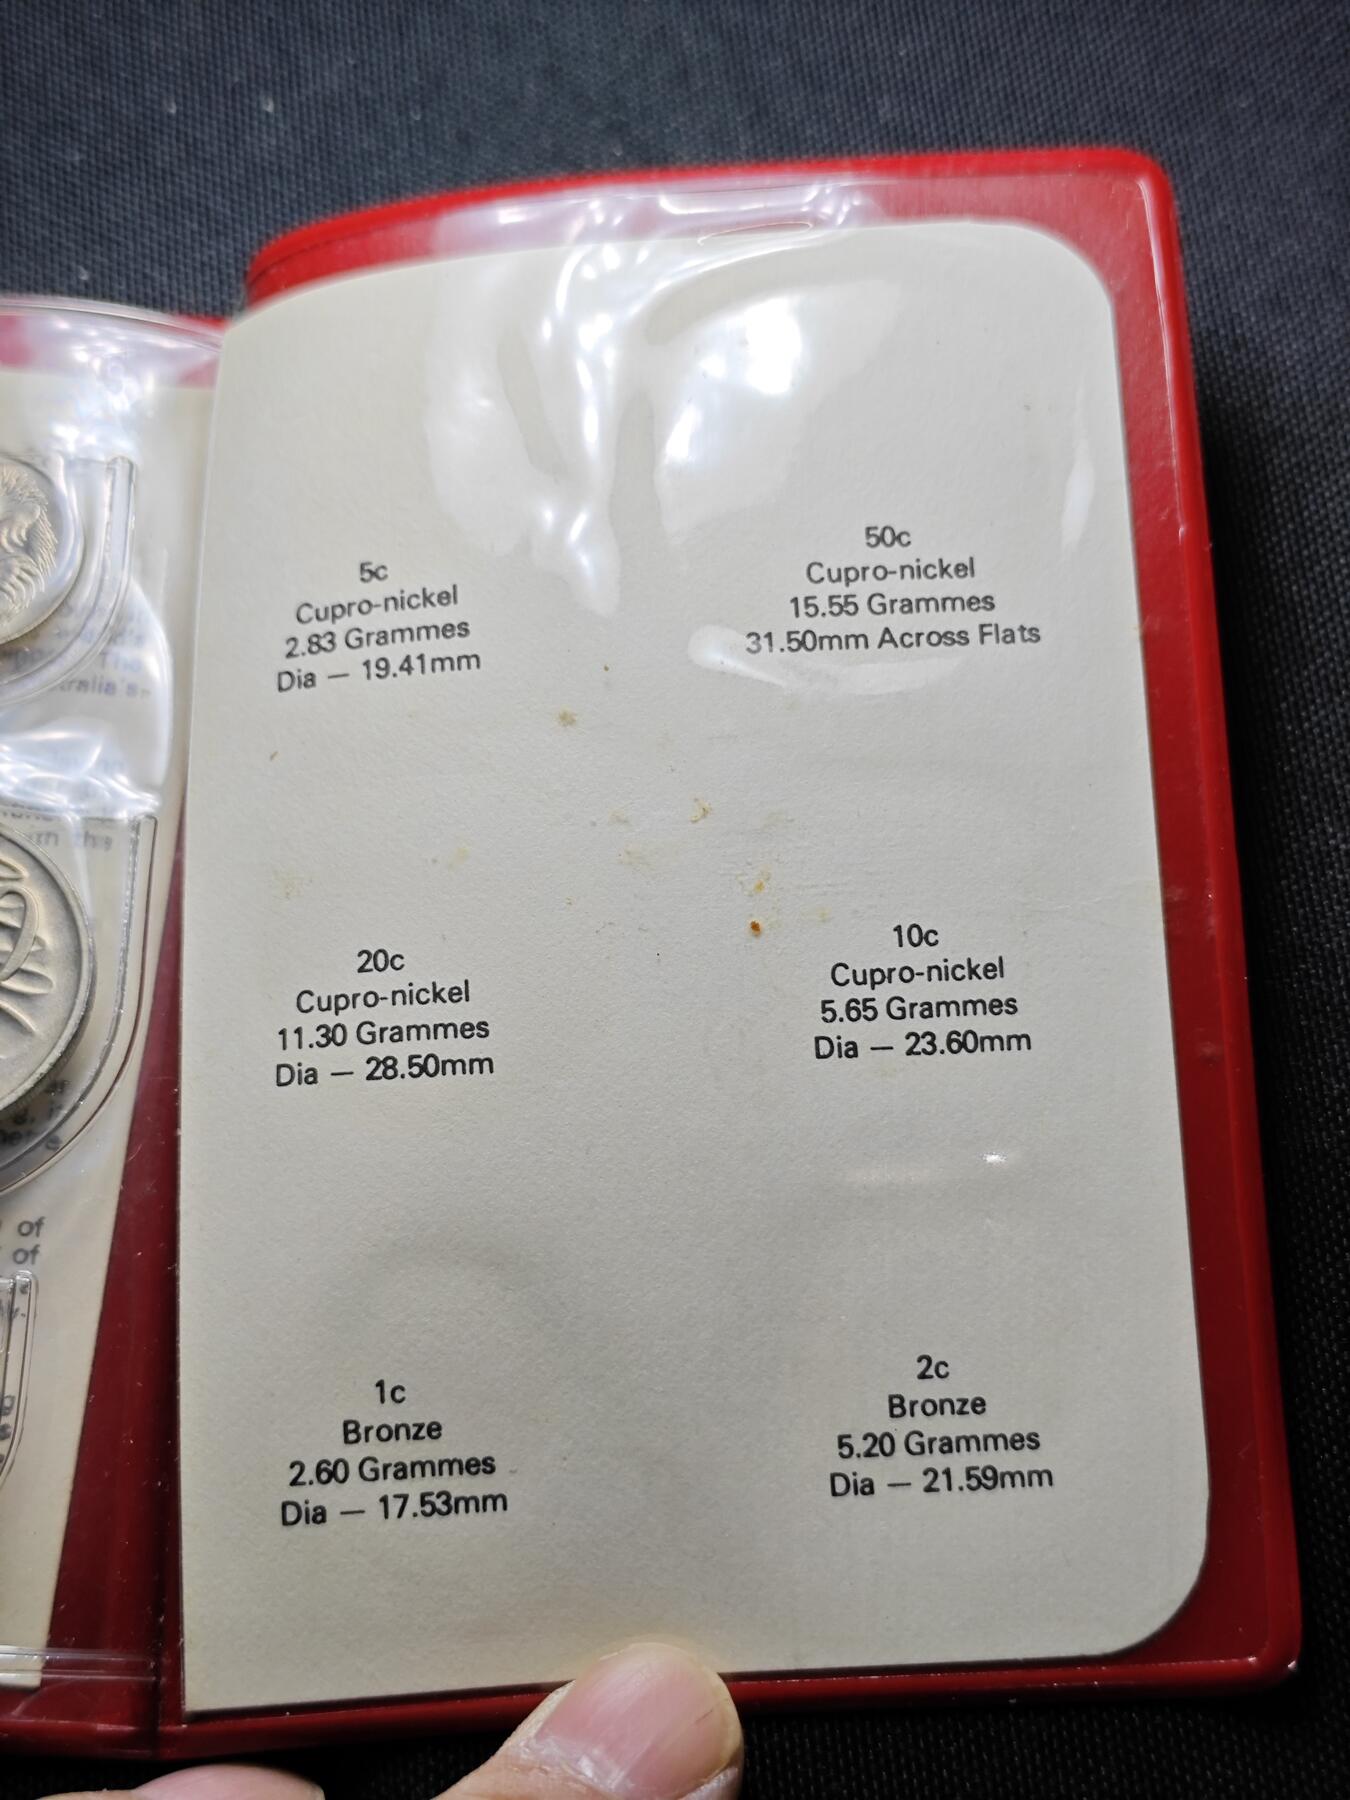 5c
Cupro-nickel
2.83 Grammes
Dia — 19.41mm
50c
Cupro-nickel
15.55 Grammes
31.50mm Across Flats
20c
Cupro-nickel
11.30 Grammes
Dia — 28.50mm
10c
Cupro-nickel
5.65 Grammes
Dia — 23.60mm
1c
Bronze
2.60 Grammes
Dia — 17.53mm
2c
Bronze
5.20 Grammes
Dia — 21.59mm
of
of